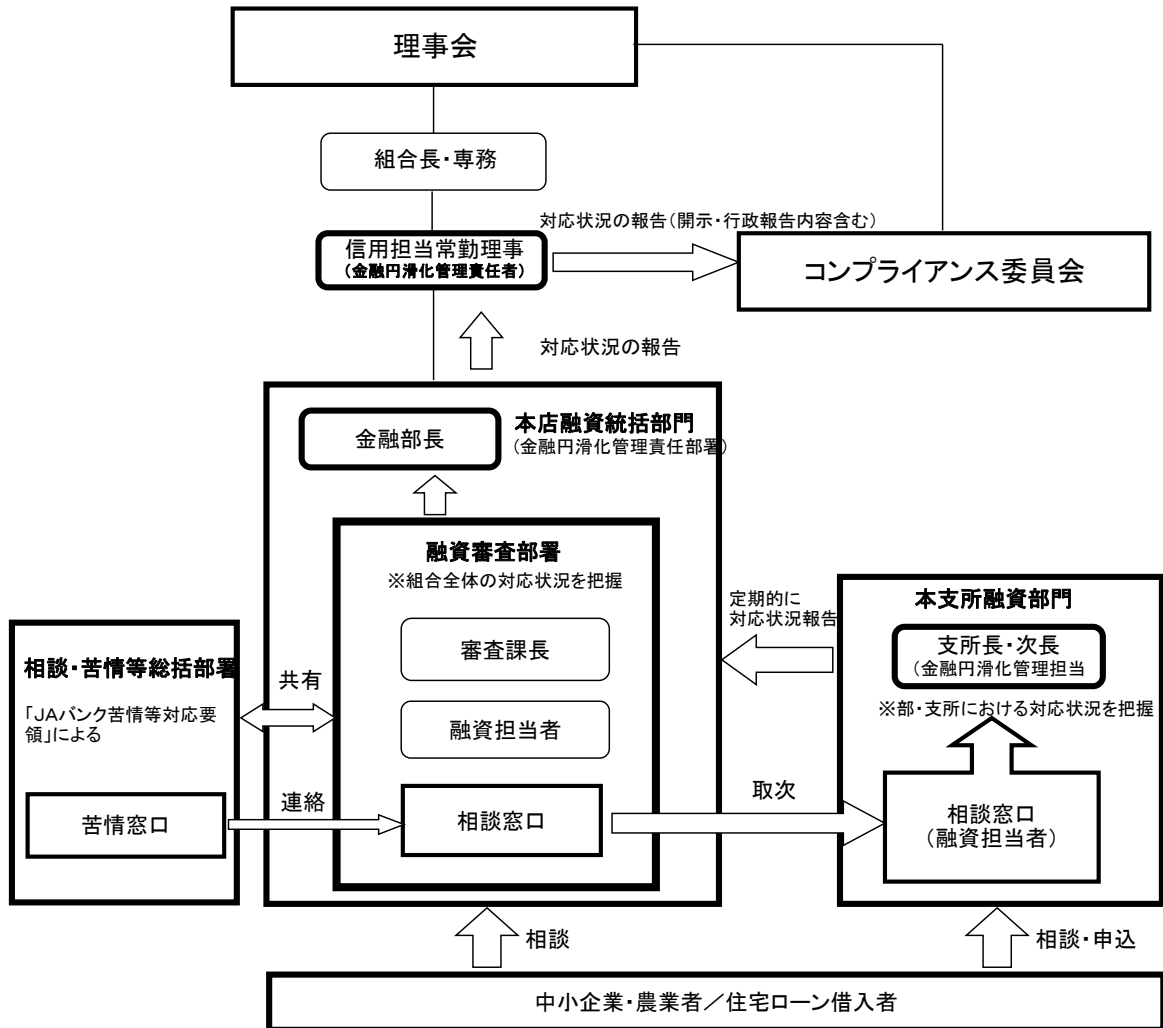 理事会
組合長・専務
対応状況の報告(開示・行政報告内容含む)
信用担当常勤理事
(金融円滑化管理責任者)
コンプライアンス委員会
対応状況の報告
金融部長
本店融資統括部門
(金融円滑化管理責任部署)
融資審査部署
※組合全体の対応状況を把握
審査課長
融資担当者
相談窓口
相談・苦情等総括部署
「JAバンク苦情等対応要
領」による
苦情窓口
共有
連絡
定期的に
対応状況報告
取次
本支所融資部門
支所長・次長
(金融円滑化管理担当
※部・支所における対応状況を把握
相談窓口
(融資担当者)
相談
相談・申込
中小企業・農業者/住宅ローン借入者